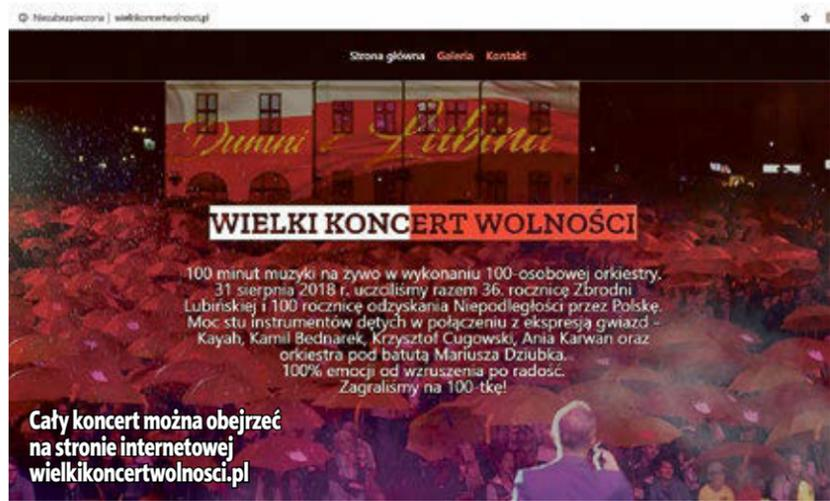 Niezabezpieczona | wielkikoncertwolnosci.pl
Strona główna Galeria Kontakt
Dumni z Lubina
WIELKI KONCERT WOLNOŚCI
100 minut muzyki na żywo w wykonaniu 100-osobowej orkiestry.
31 sierpnia 2018 r. uczciliśmy razem 36. rocznicę Zbrodni
Lubińskiej i 100 rocznicę odzyskania Niepodległości przez Polskę.
Moc stu instrumentów dętych w połączeniu z ekspresją gwiazd -
Kayah, Kamil Bednarek, Krzysztof Cugowski, Ania Karwan oraz
orkiestra pod batutą Mariusza Dziubka.
100% emocji od wzruszenia po radość.
Zagraliśmy na 100-tkę!
Cały koncert można obejrzeć
na stronie internetowej
wielkikoncertwolnosci.pl